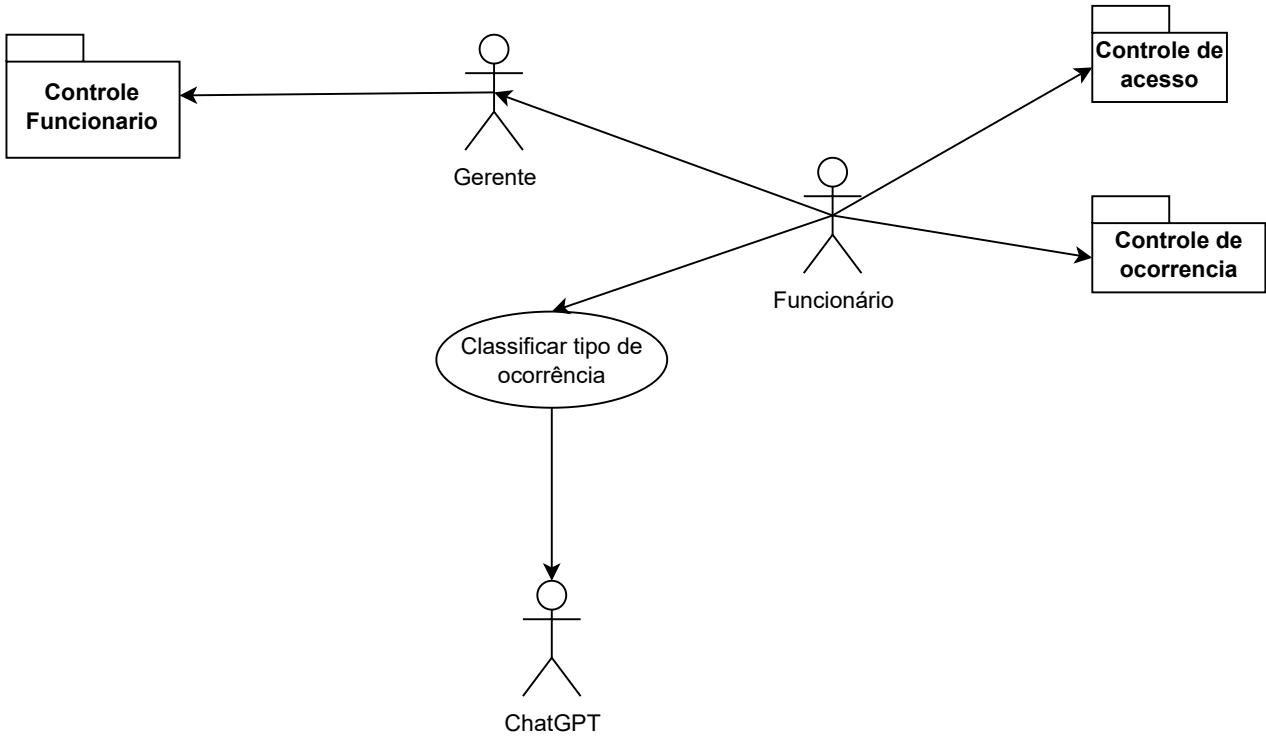 Controle
Funcionario
Gerente
Controle de
acesso
Funcionário
Controle de
ocorrencia
Classificar tipo de
ocorrência
ChatGPT